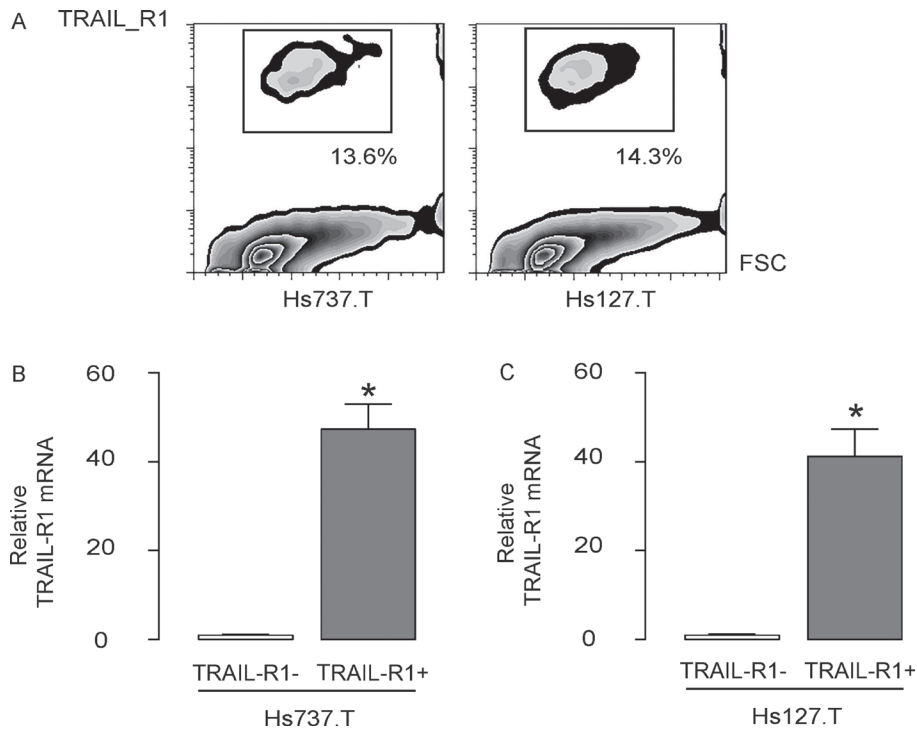 A
TRAIL_R1
13.6%
14.3%
FSC
Hs737.T
Hs127.T
B
60
40
20
0
Relative
TRAIL-R1 mRNA
TRAIL-R1-
TRAIL-R1+
Hs737.T
*
C
60
40
20
0
Relative
TRAIL-R1 mRNA
TRAIL-R1-
TRAIL-R1+
Hs127.T
*